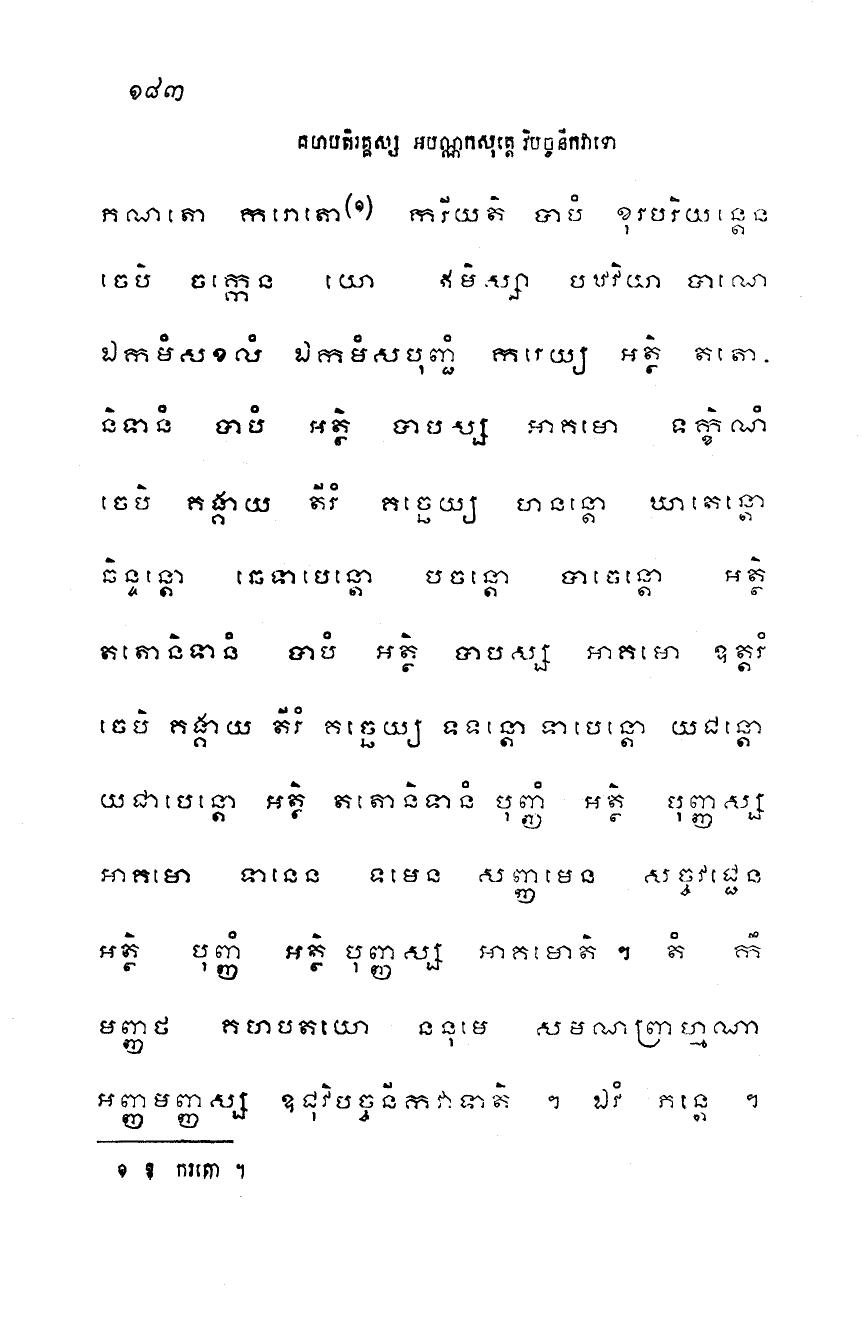 ១៨៣
គហបតិវគ្គស្ស អបណ្ណកសុត្តេ វិបច្ចនីកវាទោ
កណតោ ករោតោ(១) ករីយតិ បាបំ ខុរបរិយន្តេន
ចេបិ ចក្កេន យោ ឥមិស្សា បឋវិយា បាណេ
ឯកមំសខលំ ឯកមំសបុញ្ជំ ករេយ្យ អត្ថិ តតោ.
និទានំ បាបំ អត្ថិ បាបស្ស អាគមោ ទក្ខិណំ
ចេបិ គង្គាយ តីរំ គច្ឆេយ្យ ហនន្តោ ឃាតេន្តោ
ឆិន្ទន្តោ ឆេទាបេន្តោ បចន្តោ បាចេន្តោ អត្ថិ
តតោនិទានំ បាបំ អត្ថិ បាបស្ស អាគមោ ឧត្តរំ
ចេបិ គង្គាយ តីរំ គច្ឆេយ្យ ទទន្តោ ទាបេន្តោ យជន្តោ
យជាបេន្តោ អត្ថិ តតោនិទានំ បុញ្ញំ អត្ថិ បុញ្ញស្ស
អាគមោ ទានេន ទមេន សញ្ញមេន សច្ចវជ្ជេន
អត្ថិ បុញ្ញំ អត្ថិ បុញ្ញស្ស អាគមោតិ ។ តំ កឹ
មញ្ញថ គហបតយោ ននុមេ សមណព្រាហ្មណា
អញ្ញមញ្ញស្ស ឧជុវិបច្ចនីកវាទាតិ ។ ឯវំ ភន្តេ ។
១ ឱ ករតោ ។